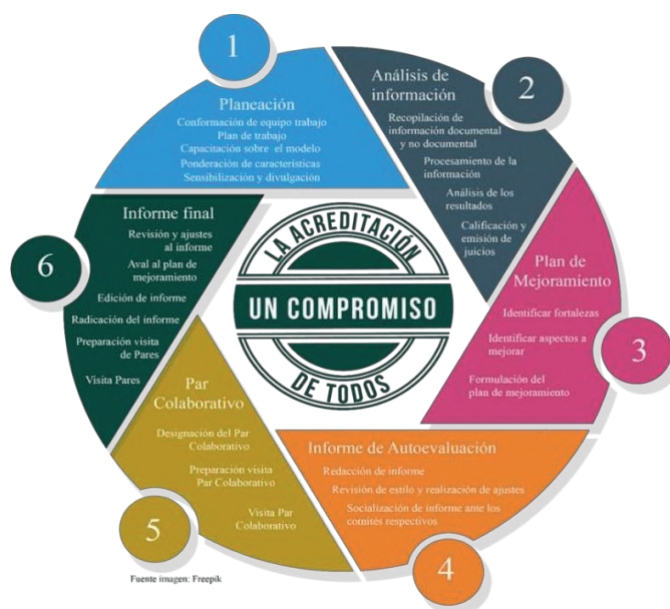 1
Planeación
Conformación de equipo trabajo
Plan de trabajo
Capacitación sobre el modelo
Ponderación de características
Sensibilización y divulgación
2
Análisis de
información
Recopilación de
información documental
y no documental
Procesamiento de la
información
Análisis de los
resultados
Calificación y
emisión de
juicios
3
Plan de
Mejoramiento
Identificar fortalezas
Identificar aspectos a
mejorar
Formulación del
plan de mejoramiento
4
Informe de Autoevaluación
Redacción de informe
Revisión de estilo y realización de ajustes
Socialización de informe ante los
comités respectivos
5
Par
Colaborativo
Designación del Par
Colaborativo
Preparación visita
Par Colaborativo
Visita Par
Colaborativo
6
Informe final
Revisión y ajustes
al informe
Aval al plan de
mejoramiento
Edición de informe
Radicación del informe
Preparación visita
de Pares
Visita Pares
LA ACREDITACIÓN
UN COMPROMISO
DE TODOS
Fuente imagen: Freepik